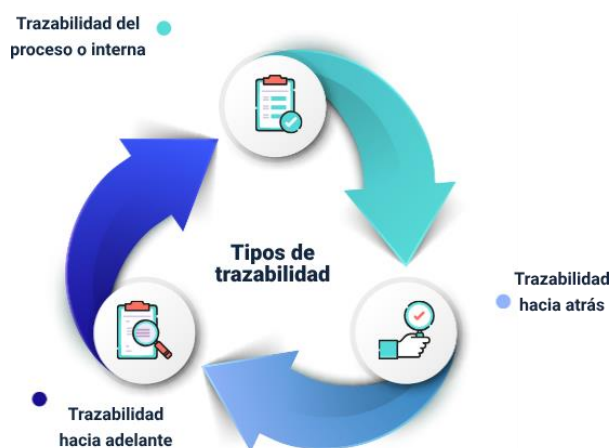 Trazabilidad del
proceso o interna
Tipos de
trazabilidad
Trazabilidad
hacia atrás
Trazabilidad
hacia adelante